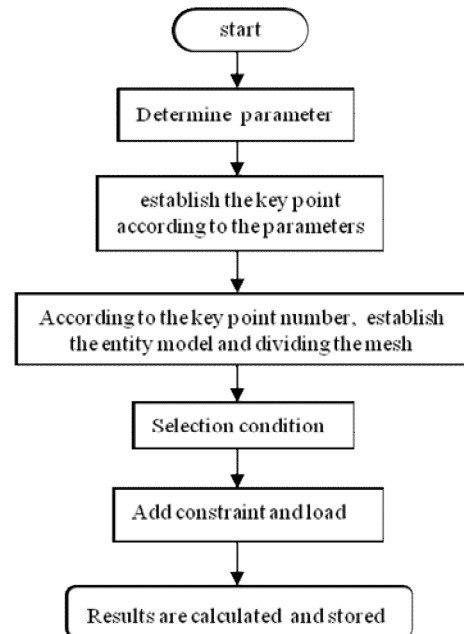 start
Determine parameter
establish the key point
according to the parameters
According to the key point number, establish
the entity model and dividing the mesh
Selection condition
Add constraint and load
Results are calculated and stored